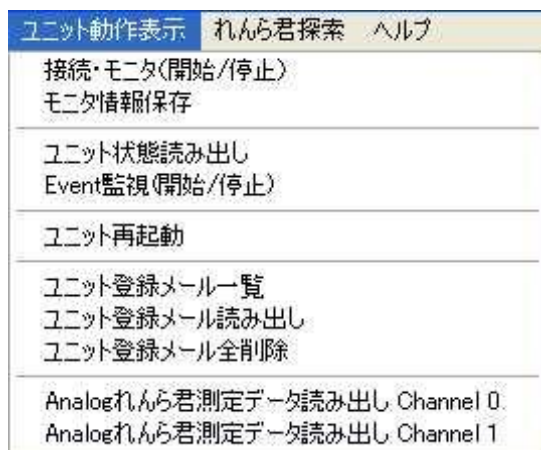 ユニット動作表示 れんら君探索 ヘルプ
接続・モニタ(開始/停止)
モニタ情報保存
ユニット状態読み出し
Event監視(開始/停止)
ユニット再起動
ユニット登録メール一覧
ユニット登録メール読み出し
ユニット登録メール全削除
Analogれんら君測定データ読み出し Channel 0
Analogれんら君測定データ読み出し Channel 1